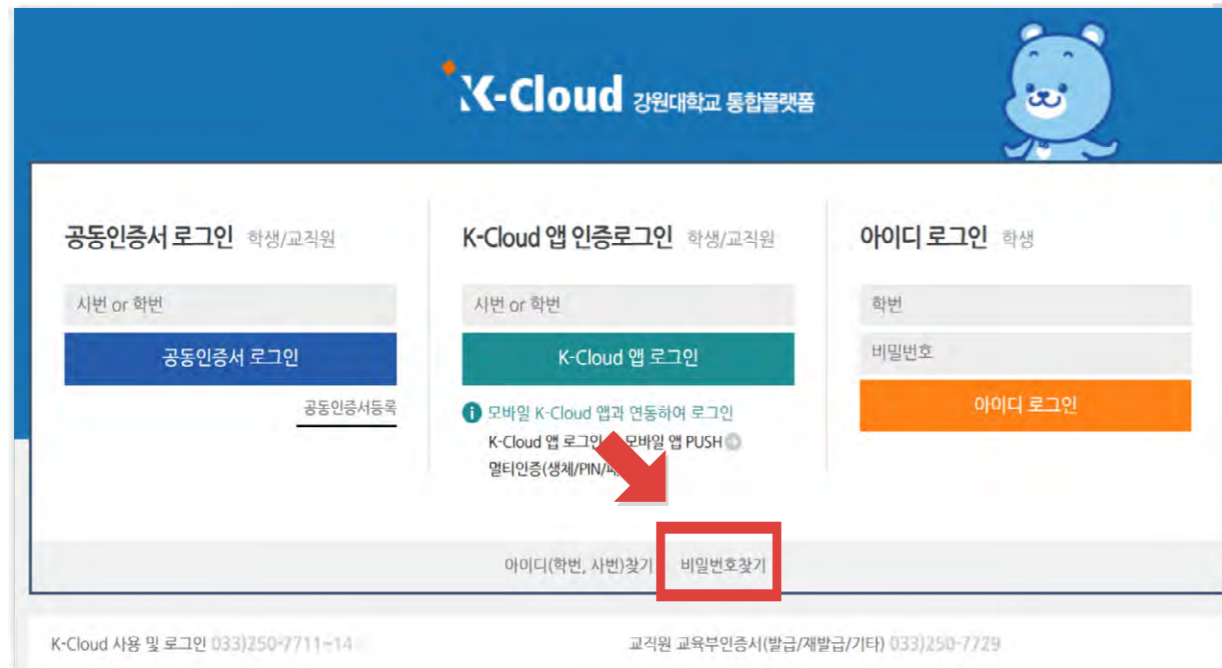 K-Cloud 강원대학교 통합플랫폼
공동인증서 로그인 학생/교직원
사번 or 학번
공동인증서 로그인
공동인증서등록
K-Cloud 앱 인증로그인 학생/교직원
사번 or 학번
K-Cloud 앱 로그인
모바일 K-Cloud 앱과 연동하여 로그인
K-Cloud 앱 로그인 모바일 앱 PUSH
멀티인증(생체/PIN/
아이디 로그인 학생
학번
비밀번호
아이디 로그인
아이디(학번, 사번)찾기 비밀번호찾기
K-Cloud 사용 및 로그인 033)250-7711~14
교직원 교육부인증서(발급/재발급/기타) 033)250-7729